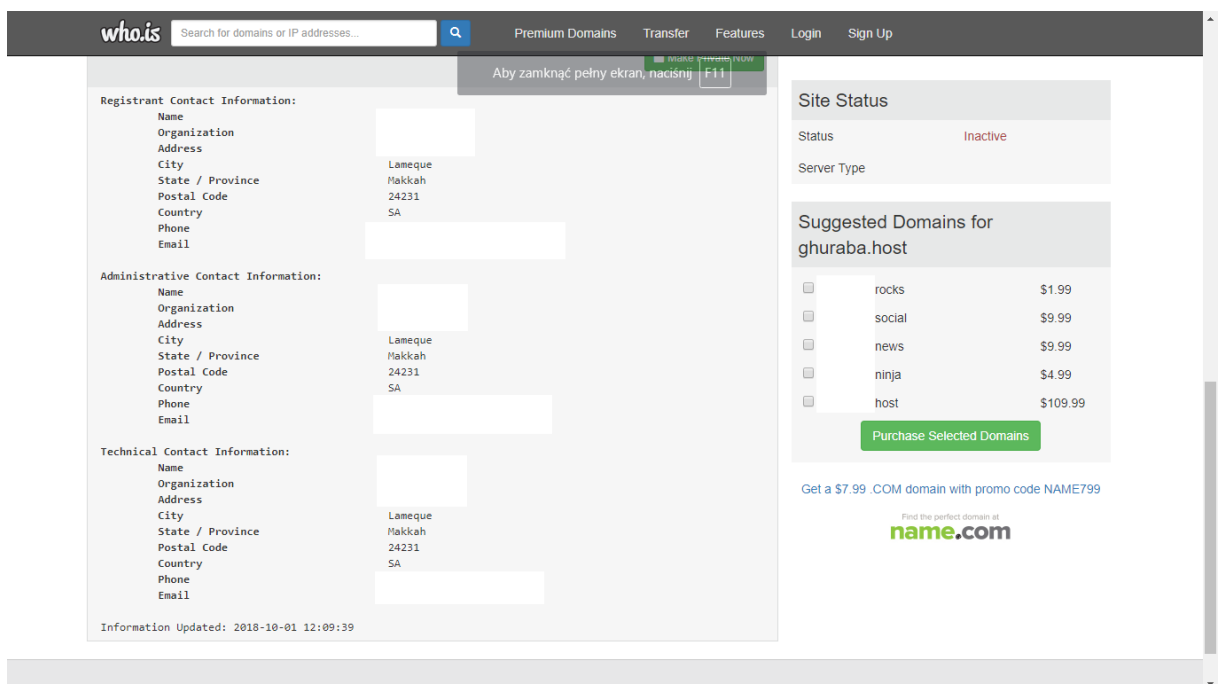 who.is Search for domains or IP addresses... Premium Domains Transfer Features Login Sign Up
Make Private Now
Aby zamknąć pełny ekran, naciśnij F11
Registrant Contact Information:
Name
Organization
Address
City Lameque
State / Province Makkah
Postal Code 24231
Country SA
Phone
Email
Administrative Contact Information:
Name
Organization
Address
City Lameque
State / Province Makkah
Postal Code 24231
Country SA
Phone
Email
Technical Contact Information:
Name
Organization
Address
City Lameque
State / Province Makkah
Postal Code 24231
Country SA
Phone
Email
Information Updated: 2018-10-01 12:09:39
Site Status
Status Inactive
Server Type
Suggested Domains for
ghuraba.host
rocks $1.99
social $9.99
news $9.99
ninja $4.99
host $109.99
Purchase Selected Domains
Get a $7.99 .COM domain with promo code NAME799
Find the perfect domain at
name.com